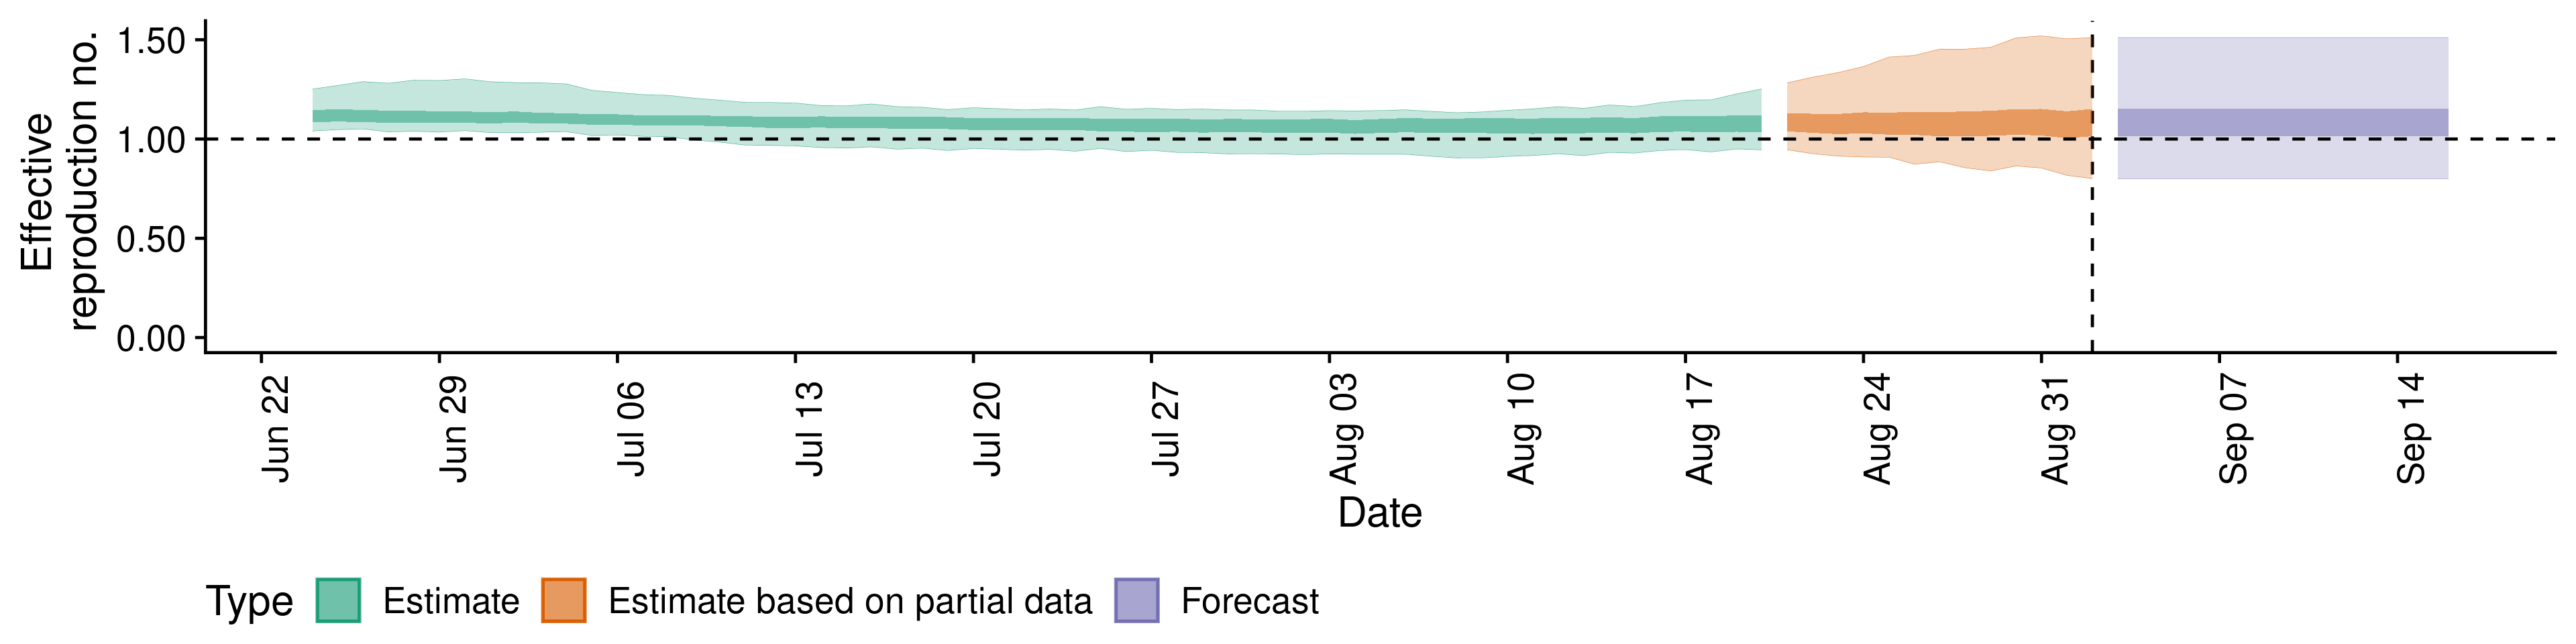 Effective
reproduction no.
1.50
1.00
0.50
0.00
Jun 22
Jun 29
Jul 06
Jul 13
Jul 20
Jul 27
Aug 03
Aug 10
Aug 17
Aug 24
Aug 31
Sep 07
Sep 14
Date
Type Estimate Estimate based on partial data Forecast